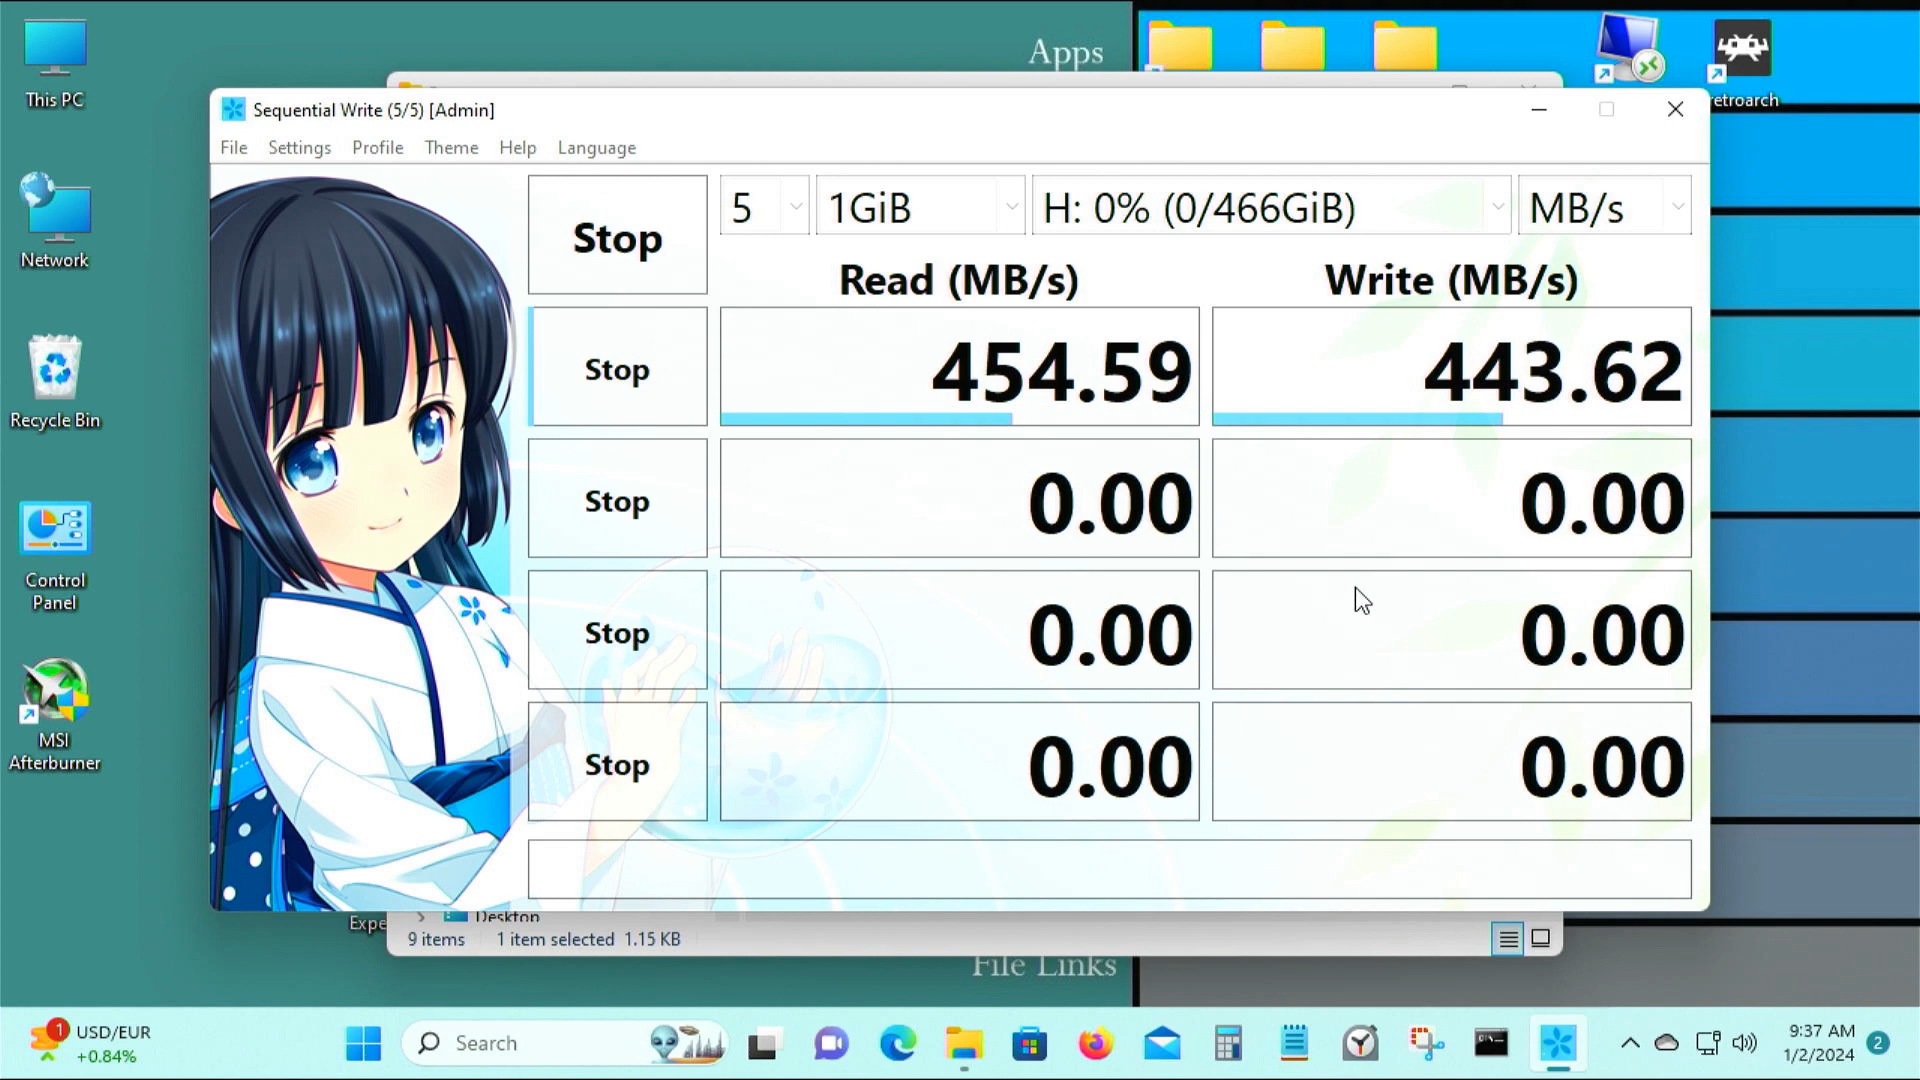 Apps
This PC
Network
Recycle Bin
Control
Panel
MSI
Afterburner
retroarch
Sequential Write (5/5) [Admin]
File Settings Profile Theme Help Language
Stop
5 1GiB H: 0% (0/466GiB) MB/s
Read (MB/s) Write (MB/s)
Stop 454.59 443.62
Stop 0.00 0.00
Stop 0.00 0.00
Stop 0.00 0.00
Expe
Desktop
9 items 1 item selected 1.15 KB
File Links
1 USD/EUR
+0.84%
Search
9:37 AM
1/2/2024
2